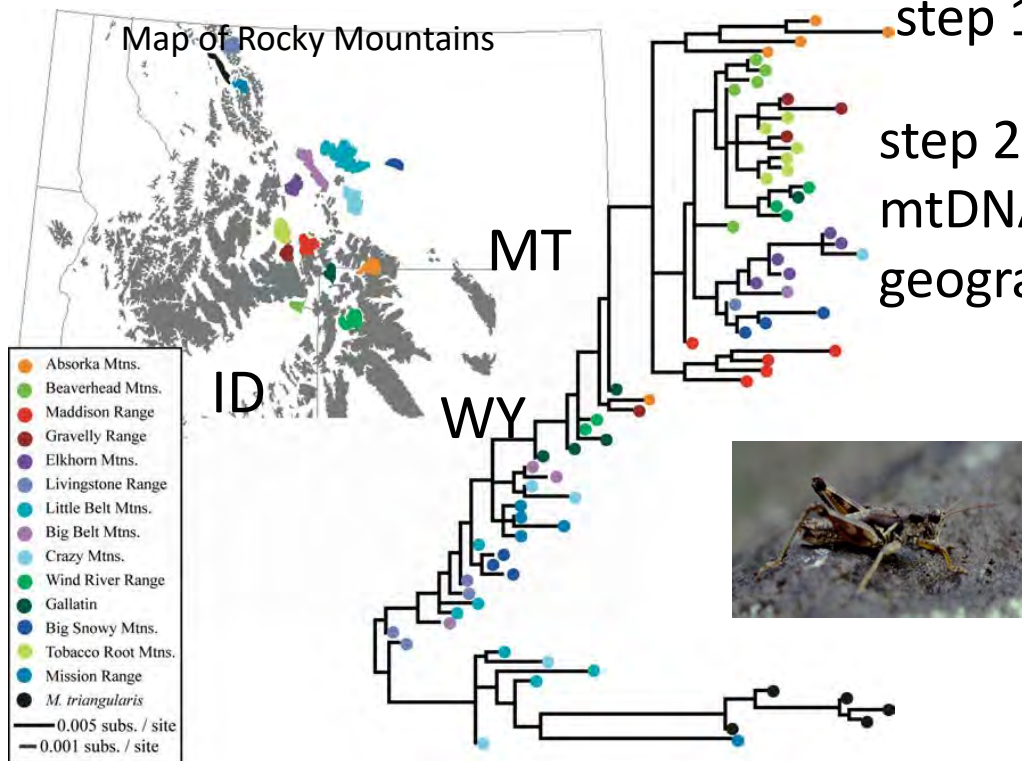 Map of Rocky Mountains
step 1
step 2
mtDNA
geogra
MT
ID
WY
Absorka Mtns.
Beaverhead Mtns.
Maddison Range
Gravelly Range
Elkhorn Mtns.
Livingstone Range
Little Belt Mtns.
Big Belt Mtns.
Crazy Mtns.
Wind River Range
Gallatin
Big Snowy Mtns.
Tobacco Root Mtns.
Mission Range
M. triangularis
0.005 subs. / site
0.001 subs. / site